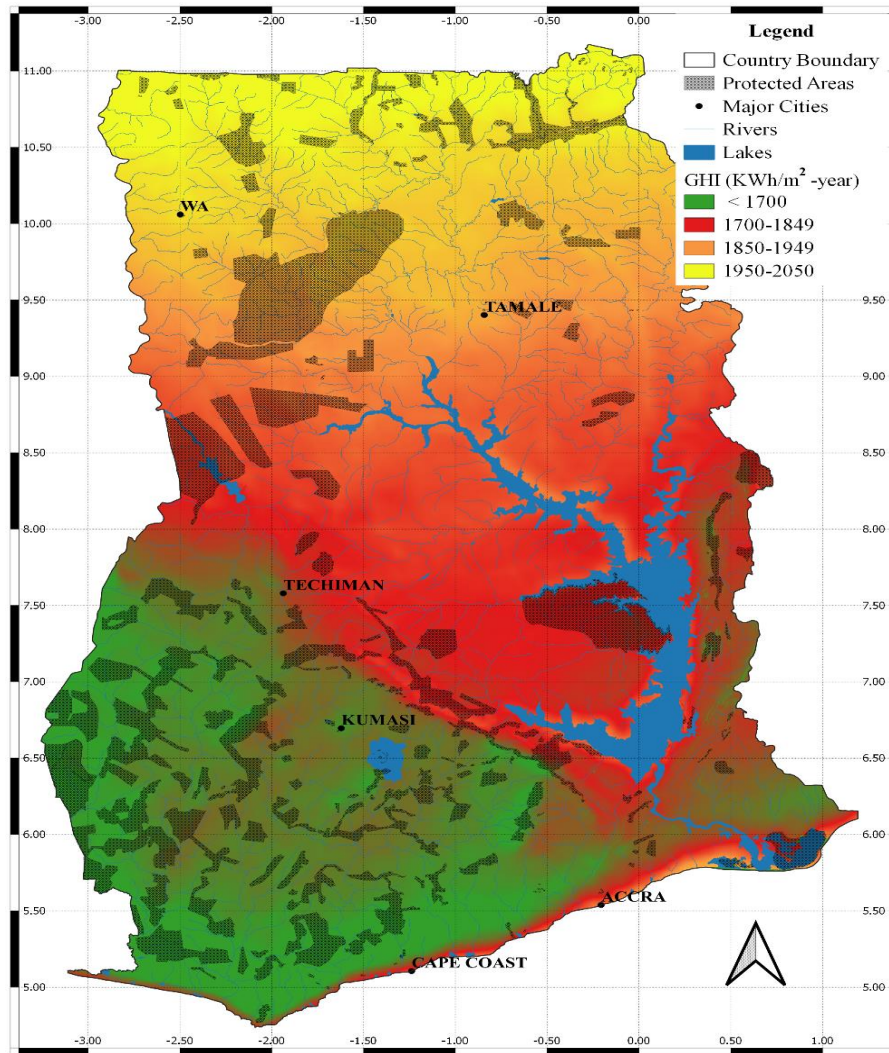 -3.00 -2.50 -2.00 -1.50 -1.00 -0.50 0.00 0.50 1.00
Legend
Country Boundary
Protected Areas
Major Cities
Rivers
Lakes
GHI (KWh/m² -year)
< 1700
1700-1849
1850-1949
1950-2050
11.00
10.50
10.00
WA
9.50 9.50
TAMALE
9.00 9.00
8.50 8.50
8.00 8.00
TECHIMAN
7.50 7.50
7.00 7.00
KUMASI
6.50 6.50
6.00 6.00
5.50 5.50
ACCRA
CAPE COAST
5.00 5.00
-3.00 -2.50 -2.00 -1.50 -1.00 -0.50 0.00 0.50 1.00